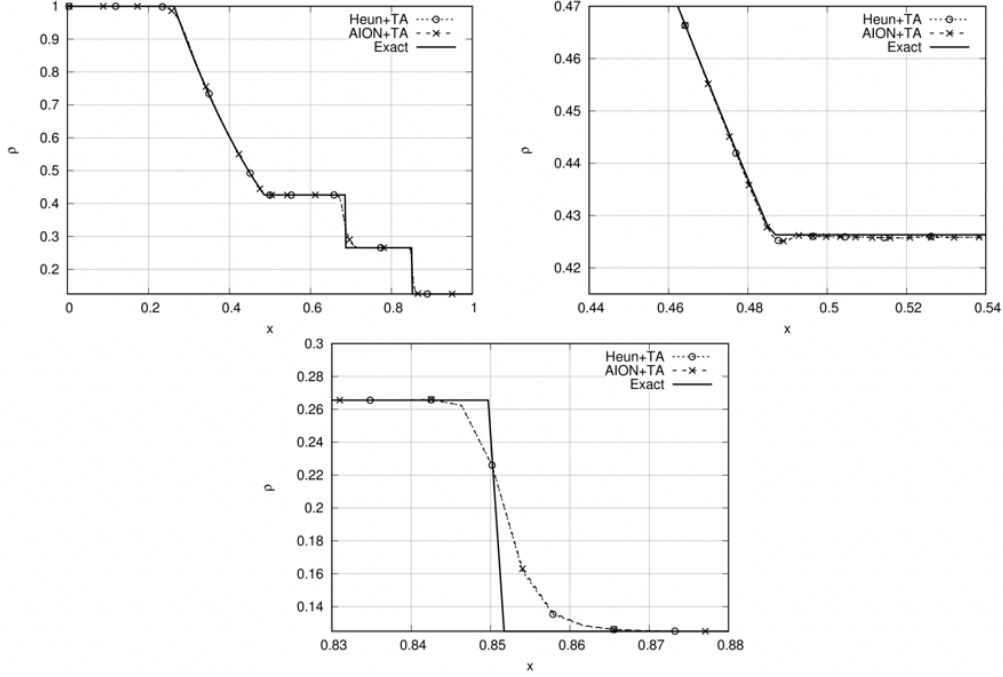 1
0.9
0.8
0.7
0.6
0.5
0.4
0.3
0.2
ρ
0 0.2 0.4 0.6 0.8 1
x
Heun+TA
AION+TA
Exact
0.47
0.46
0.45
0.44
0.43
0.42
ρ
0.44 0.46 0.48 0.5 0.52 0.54
x
Heun+TA
AION+TA
Exact
0.3
0.28
0.26
0.24
0.22
0.2
0.18
0.16
0.14
ρ
0.83 0.84 0.85 0.86 0.87 0.88
x
Heun+TA
AION+TA
Exact